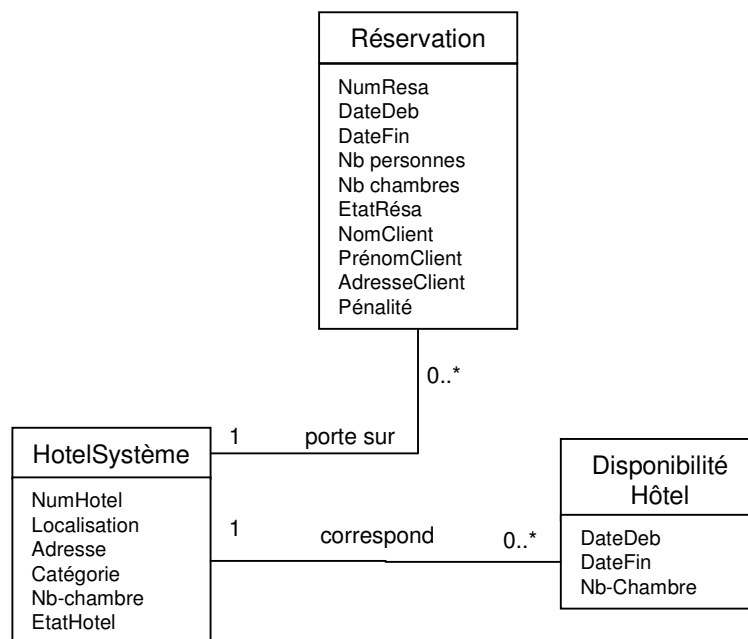 Réservation
NumResa
DateDeb
DateFin
Nb personnes
Nb chambres
EtatRésa
NomClient
PrénomClient
AdresseClient
Pénalité
0..*
1 porte sur
HotelSystème
NumHotel
Localisation
Adresse
Catégorie
Nb-chambre
EtatHotel
1 correspond 0..*
Disponibilité
Hôtel
DateDeb
DateFin
Nb-Chambre